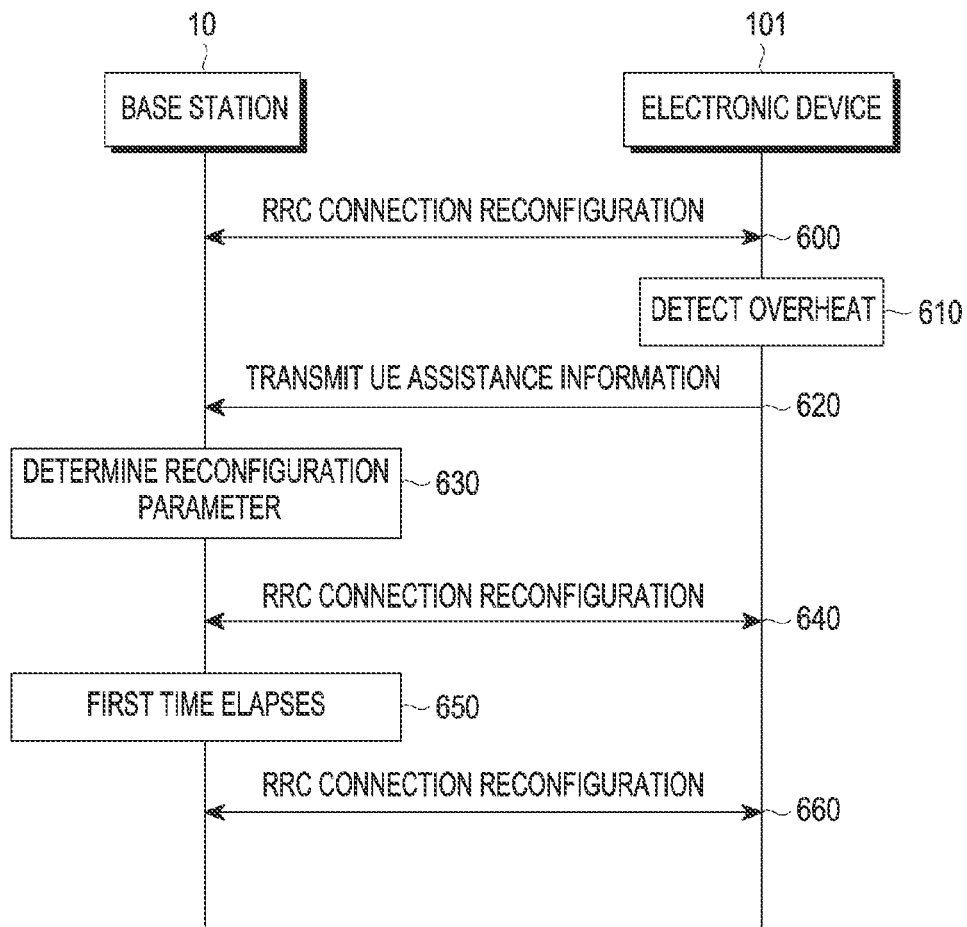 10
101
BASE STATION
ELECTRONIC DEVICE
RRC CONNECTION RECONFIGURATION
600
DETECT OVERHEAT
610
TRANSMIT UE ASSISTANCE INFORMATION
620
DETERMINE RECONFIGURATION
PARAMETER
630
RRC CONNECTION RECONFIGURATION
640
FIRST TIME ELAPSES
650
RRC CONNECTION RECONFIGURATION
660